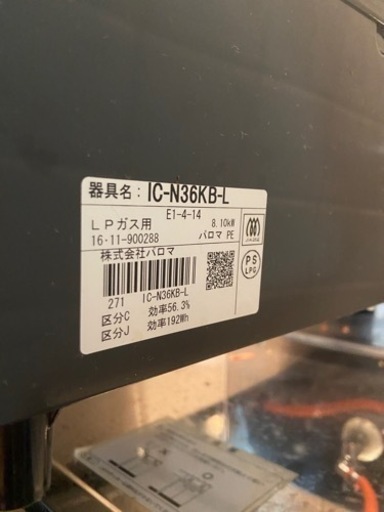 器具名：IC-N36KB-L
E1-4-14
LPガス用 8.10kW
16·11-900288 パロマ PE
株式会社パロマ
271 IC-N36KB-L
区分C 効率56.3%
区分J 効率192Wh
PS
LPG